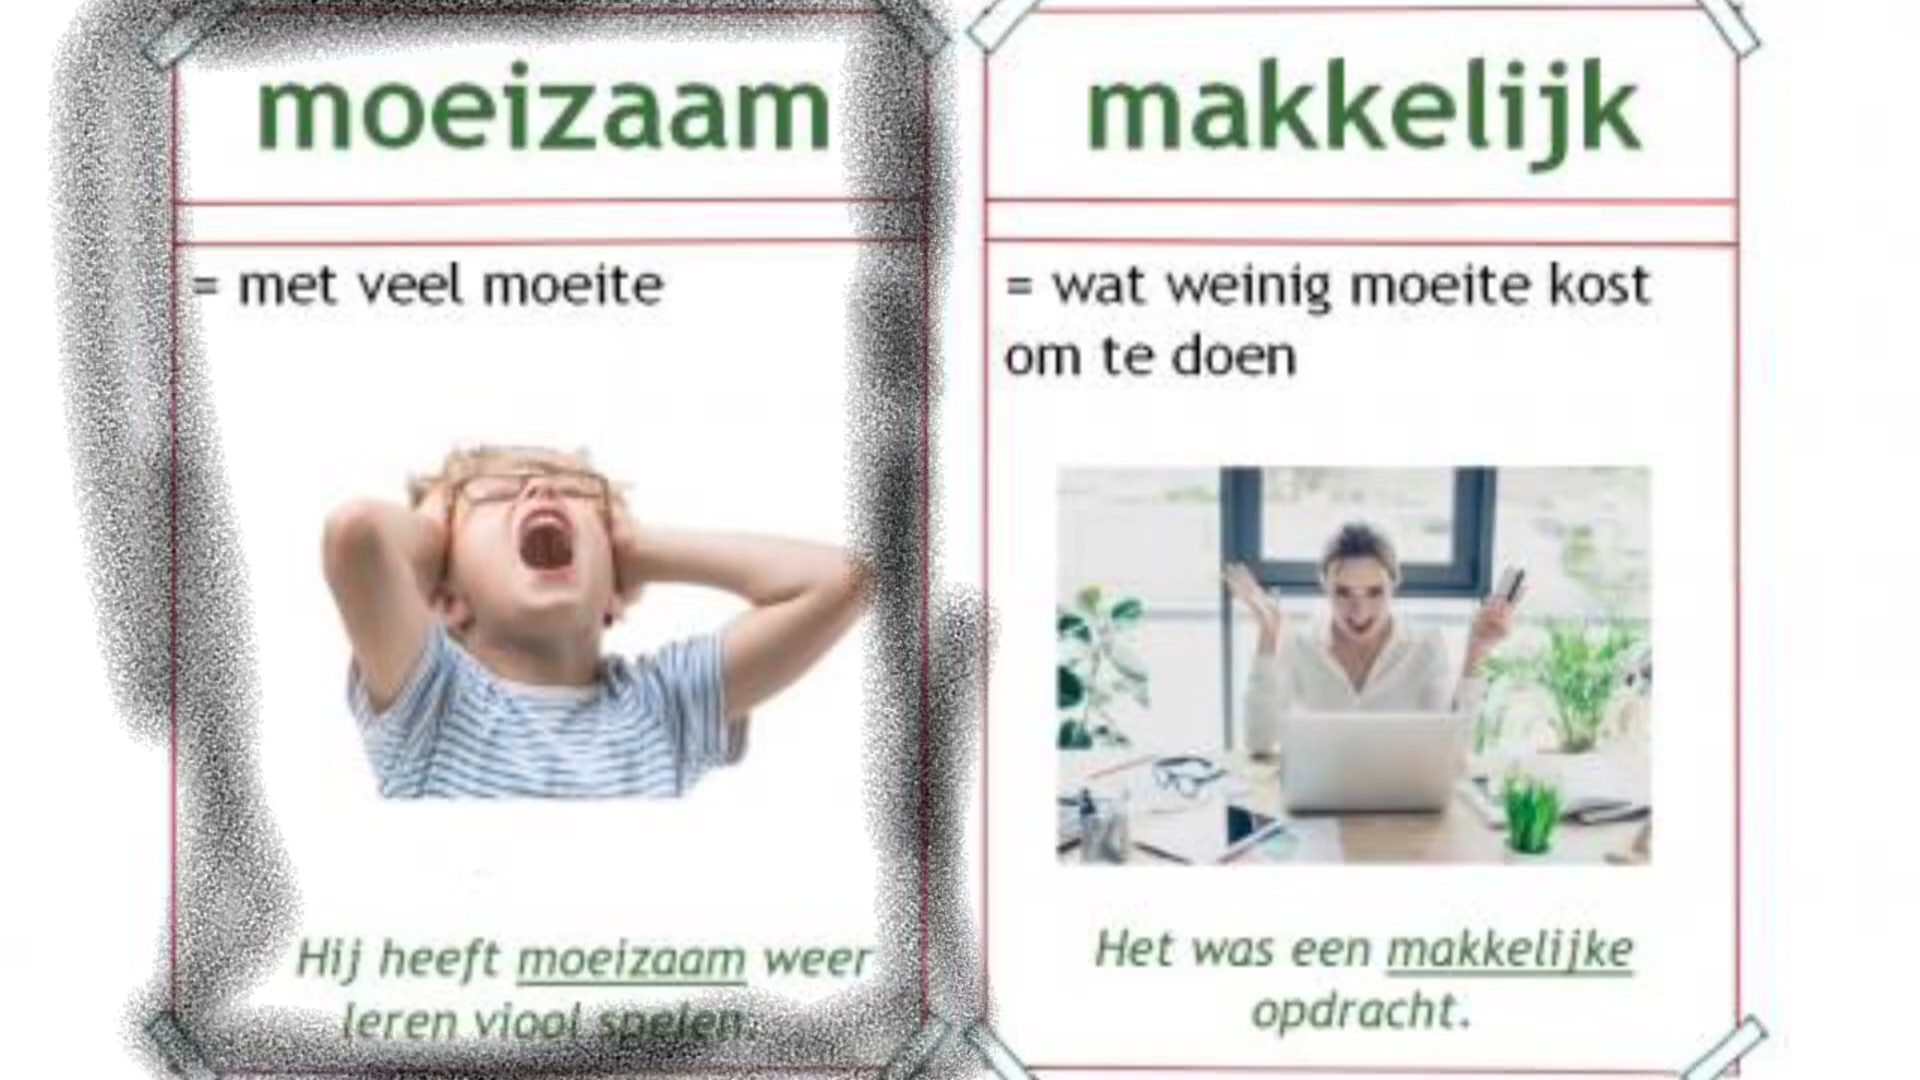 moeizaam
= met veel moeite
Hij heeft moeizaam weer
leren viool spelen.
makkelijk
= wat weinig moeite kost
om te doen
Het was een makkelijke
opdracht.